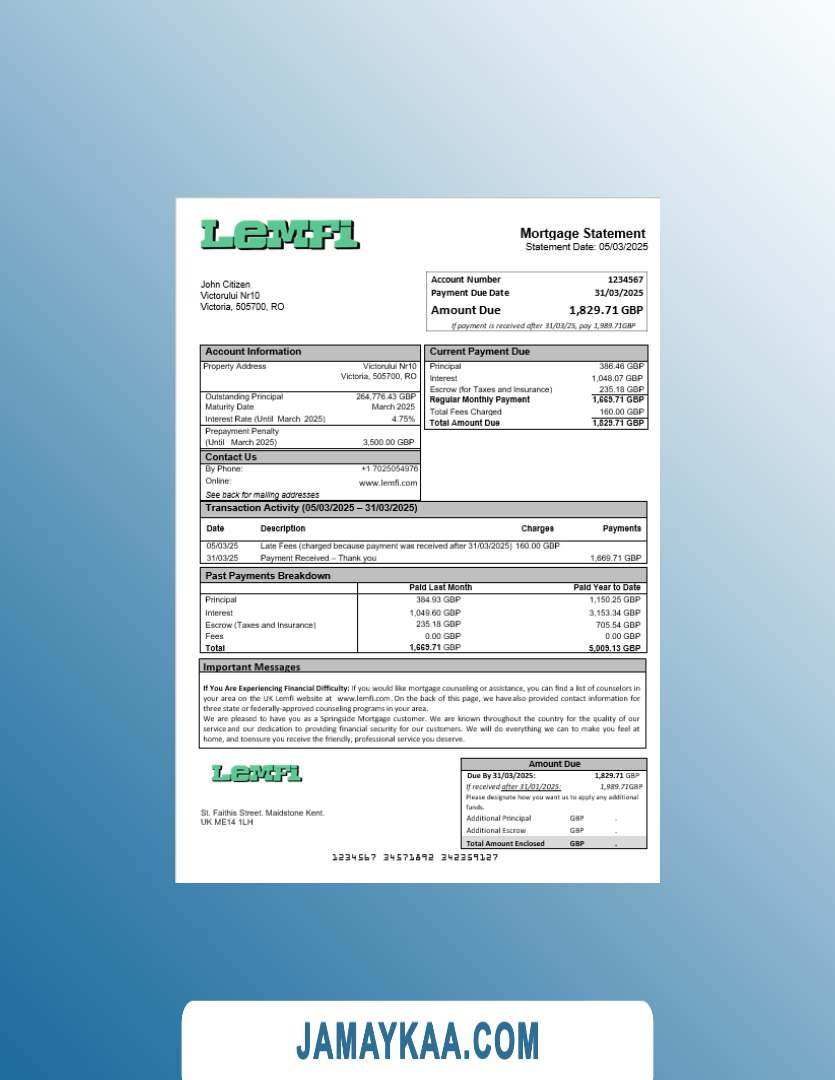 LeMFi
Mortgage Statement
Statement Date: 05/03/2025
John Citizen
Victorului Nr10
Victoria, 505700, RO
Account Number 1234567
Payment Due Date 31/03/2025
Amount Due 1,829.71 GBP
If payment is received after 31/03/25, pay 1,989.71GBP
Account Information
Property Address Victorului Nr10
Victoria, 505700, RO
Outstanding Principal 264,776.43 GBP
Maturity Date March 2025
Interest Rate (Until March 2025) 4.75%
Prepayment Penalty
(Until March 2025) 3,500.00 GBP
Contact Us
By Phone: +1 7025054976
Online: www.lemfi.com
See back for mailing addresses
Current Payment Due
Principal 386.46 GBP
Interest 1,048.07 GBP
Escrow (for Taxes and Insurance) 235.18 GBP
Regular Monthly Payment 1,669.71 GBP
Total Fees Charged 160.00 GBP
Total Amount Due 1,829.71 GBP
Transaction Activity (05/03/2025 – 31/03/2025)
Date Description Charges Payments
05/03/25 Late Fees (charged because payment was received after 31/03/2025) 160.00 GBP
31/03/25 Payment Received – Thank you 1,669.71 GBP
Past Payments Breakdown
Paid Last Month Paid Year to Date
Principal 384.93 GBP 1,150.25 GBP
Interest 1,049.60 GBP 3,153.34 GBP
Escrow (Taxes and Insurance) 235.18 GBP 705.54 GBP
Fees 0.00 GBP 0.00 GBP
Total 1,669.71 GBP 5,009.13 GBP
Important Messages
If You Are Experiencing Financial Difficulty: If you would like mortgage counseling or assistance, you can find a list of counselors in
your area on the UK Lemfi website at www.lemfi.com. On the back of this page, we havealso provided contact information for
three state or federally-approved counseling programs in your area.
We are pleased to have you as a Springside Mortgage customer. We are known throughout the country for the quality of our
serviceand our dedication to providing financial security for our customers. We will do everything we can to make you feel at
home, and toensure you receive the friendly, professional service you deserve.
LeMFi
St. Faithis Street. Maidstone Kent.
UK ME14 1LH
Amount Due
Due By 31/03/2025: 1,829.71 GBP
If received after 31/01/2025: 1,989.71GBP
Please designate how you want us to apply any additional
funds.
Additional Principal GBP .
Additional Escrow GBP .
Total Amount Enclosed GBP .
1234567 34571892 342359127
JAMAYKAA.COM